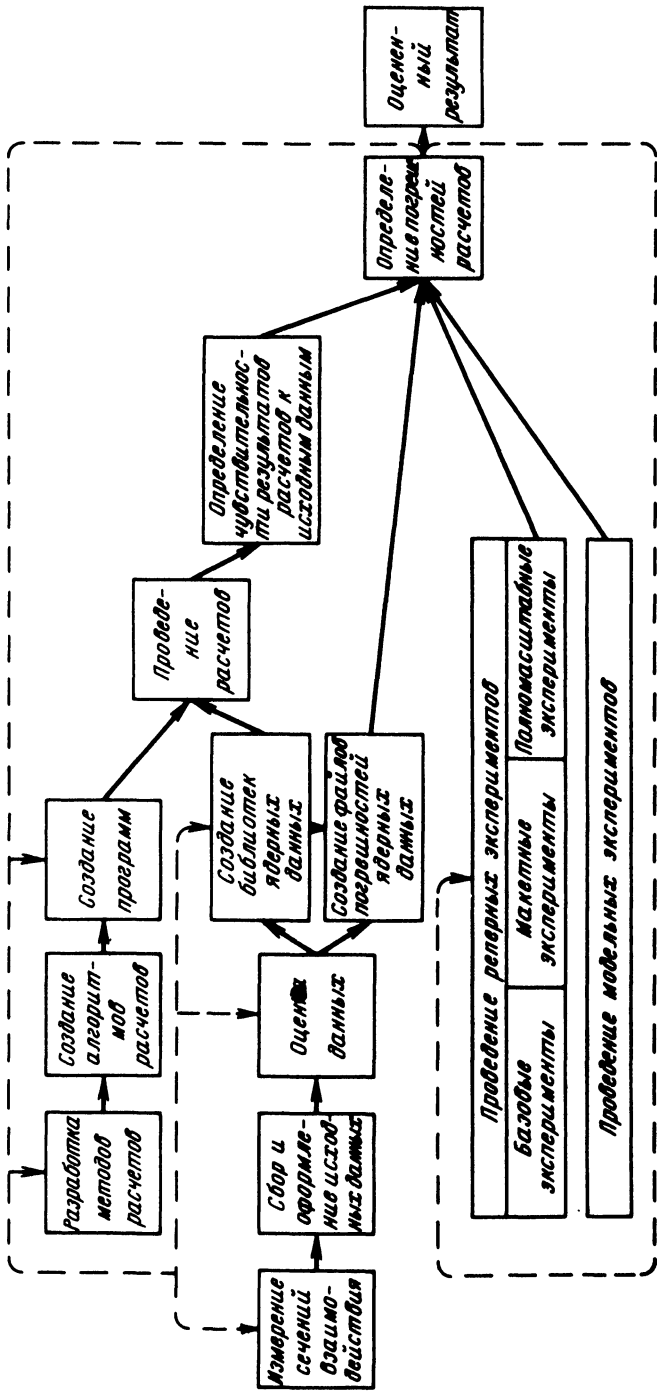 Разработка
методов
расчетов
Создание
алгорит-
мов
расчетов
Создание
программ
Измерение
сечений
взаимо-
действия
Сбор и
оформле-
ние исход-
ных данных
Оценка
данных
Создание
библиотек
ядерных
данных
Создание файлов
погрешностей
ядерных
данных
Проведе-
ние
расчетов
Определение
чувствительнос-
ти результатов
расчетов к
исходным данным
Определе-
ние погреш
ностей
расчетов
Оценен-
ный
результат
Проведение реперных экспериментов
Базовые
эксперименты
Макетные
эксперименты
Полномасштабные
эксперименты
Проведение модельных экспериментов